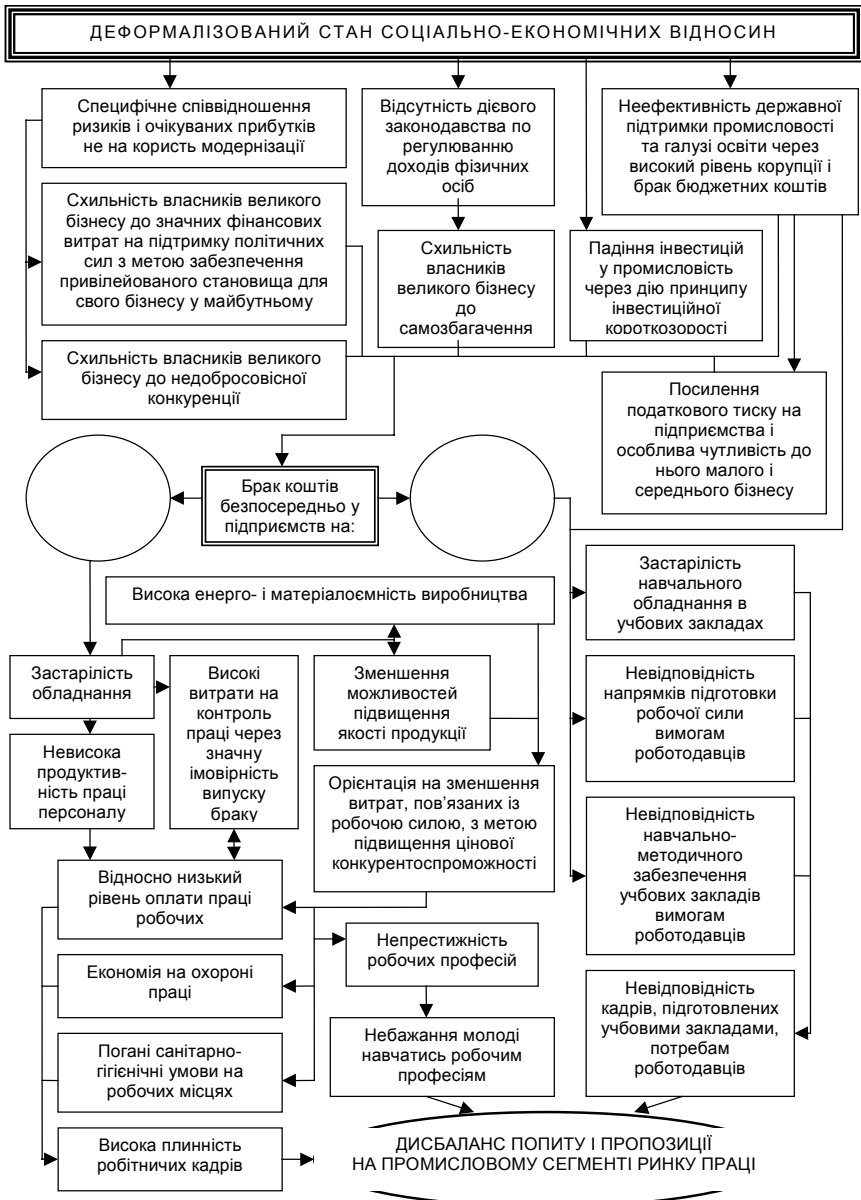 ДЕФОРМАЛІЗОВАНИЙ СТАН СОЦІАЛЬНО-ЕКОНОМІЧНИХ ВІДНОСИН
Специфічне співвідношення
ризиків і очікуваних прибутків
не на користь модернізації
Відсутність дієвого
законодавства по
регулюванню
доходів фізичних
осіб
Неефективність державної
підтримки промисловості
та галузі освіти через
високий рівень корупції і
брак бюджетних коштів
Схильність власників великого
бізнесу до значних фінансових
витрат на підтримку політичних
сил з метою забезпечення
привілейованого становища для
свого бізнесу у майбутньому
Схильність
власників
великого бізнесу
до
самозбагачення
Падіння інвестицій
у промисловість
через дію принципу
інвестиційної
короткозорості
Схильність власників великого
бізнесу до недобросовісної
конкуренції
Посилення
податкового тиску на
підприємства і
особлива чутливість до
нього малого і
середнього бізнесу
Брак коштів
безпосередньо у
підприємств на:
Висока енерго- і матеріалоємність виробництва
Застарілість
навчального
обладнання в
учбових закладах
Застарілість
обладнання
Високі
витрати на
контроль
праці через
значну
імовірність
випуску
браку
Зменшення
можливостей
підвищення
якості продукції
Невідповідність
напрямків підготовки
робочої сили
вимогам
роботодавців
Невисока
продуктив-
ність праці
персоналу
Орієнтація на зменшення
витрат, пов’язаних із
робочою силою, з метою
підвищення цінової
конкурентоспроможності
Невідповідність
навчально-
методичного
забезпечення
учбових закладів
вимогам
роботодавців
Відносно низький
рівень оплати праці
робочих
Непрестижність
робочих професій
Економія на охороні
праці
Невідповідність
кадрів, підготовлених
учбовими закладами,
потребам
роботодавців
Погані санітарно-
гігієнічні умови на
робочих місцях
Небажання молоді
навчатись робочим
професіям
Висока плинність
робітничих кадрів
ДИСБАЛАНС ПОПИТУ І ПРОПОЗИЦІЇ
НА ПРОМИСЛОВОМУ СЕГМЕНТІ РИНКУ ПРАЦІ